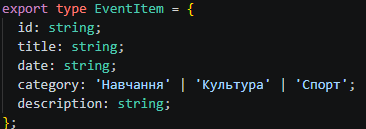 export type EventItem = {
  id: string;
  title: string;
  date: string;
  category: 'Навчання' | 'Культура' | 'Спорт';
  description: string;
};